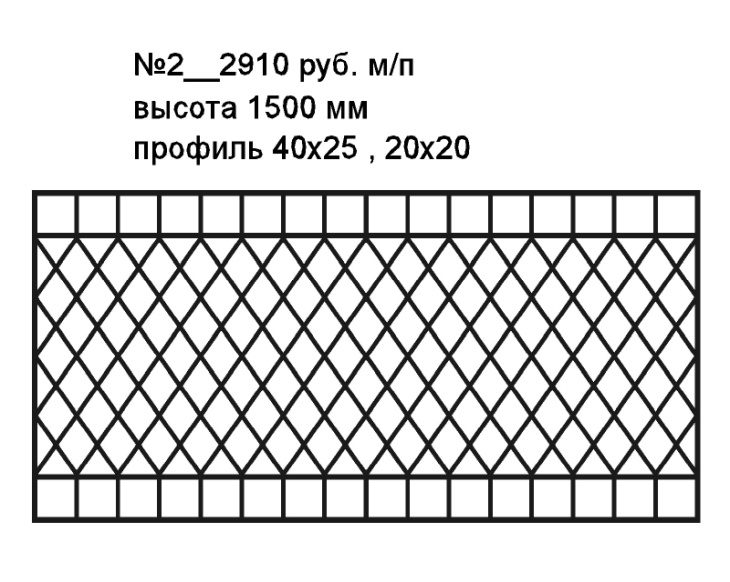 №2__2910 руб. м/п
высота 1500 мм
профиль 40х25 , 20х20